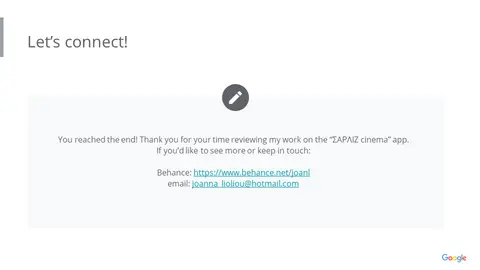 Let's connect!
You reached the end! Thank you for your time reviewing my work on the “ΣΑΡΛΙΖ cinema” app.
If you'd like to see more or keep in touch:
Behance: https://www.behance.net/joanl
email: joanna_lioliou@hotmail.com
Google